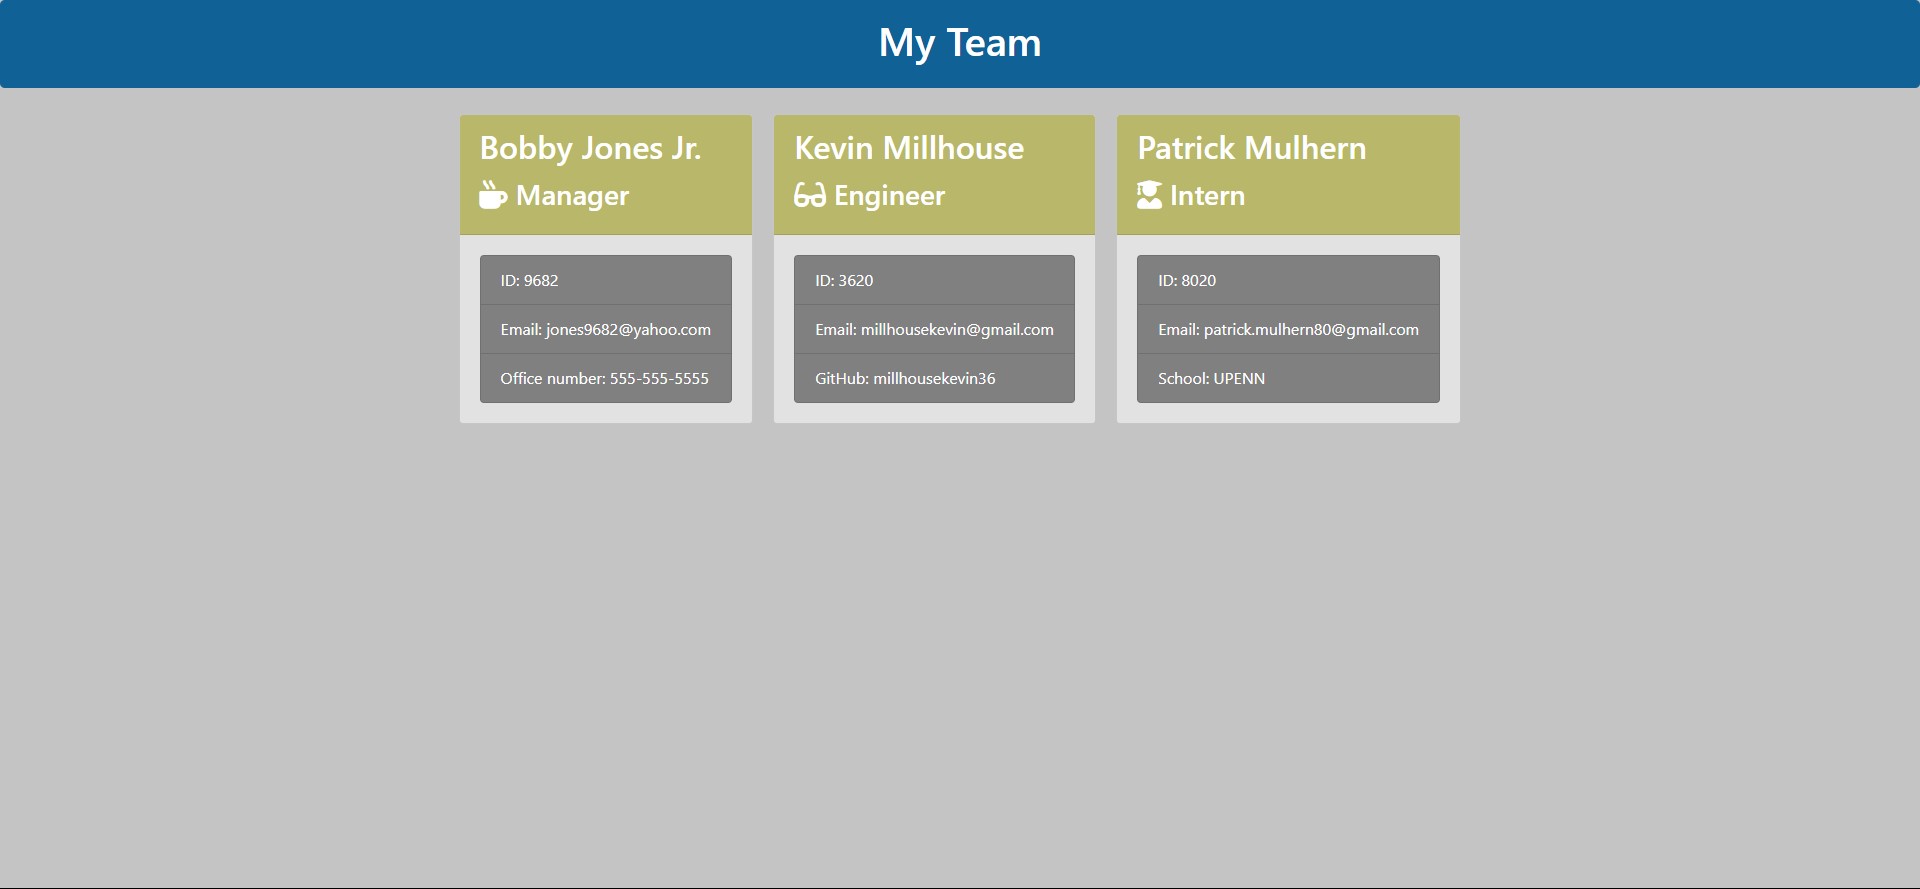 My Team
Bobby Jones Jr.
Manager
ID: 9682
Email: jones9682@yahoo.com
Office number: 555-555-5555
Kevin Millhouse
Engineer
ID: 3620
Email: millhousekevin@gmail.com
GitHub: millhousekevin36
Patrick Mulhern
Intern
ID: 8020
Email: patrick.mulhern80@gmail.com
School: UPENN